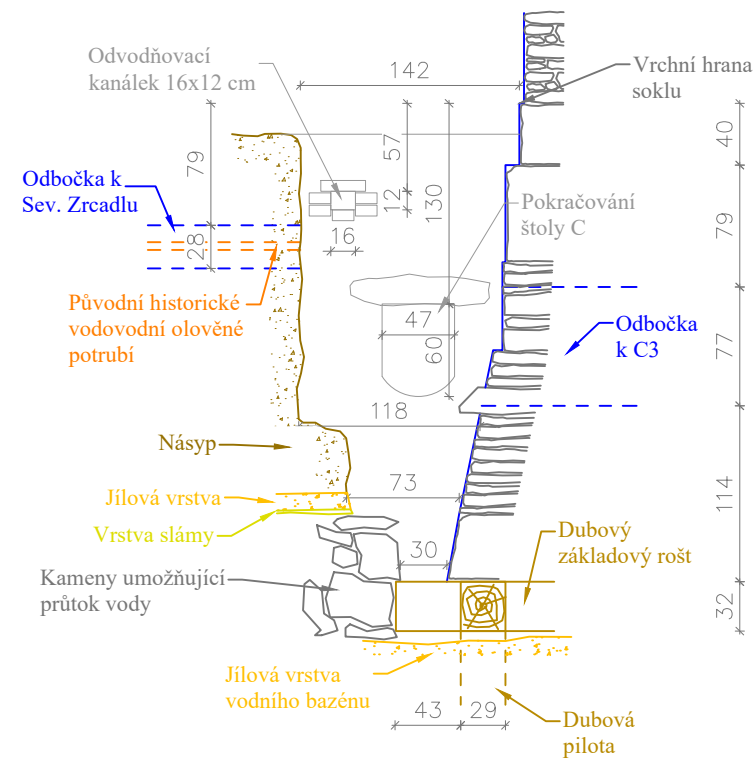 Odvodňovací
kanálek 16x12 cm
142
Vrchní hrana
soklu
79
57
12
130
40
Odbočka k
Sev. Zrcadlu
28
16
Pokračování
štoly C
79
Původní historické
vodovodní olověné
potrubí
47
60
Odbočka
k C3
77
118
Násyp
Jílová vrstva
73
114
Vrstva slámy
30
Dubový
základový rošt
Kameny umožňující
průtok vody
32
Jílová vrstva
vodního bazénu
43
29
Dubová
pilota